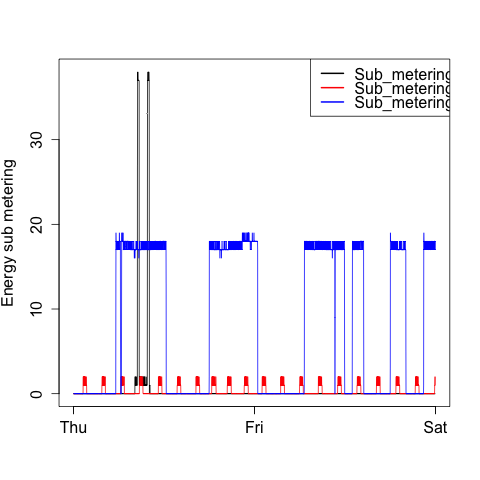 Sub_metering
Sub_metering
Sub_metering
Energy sub metering
0
10
20
30
Thu
Fri
Sat